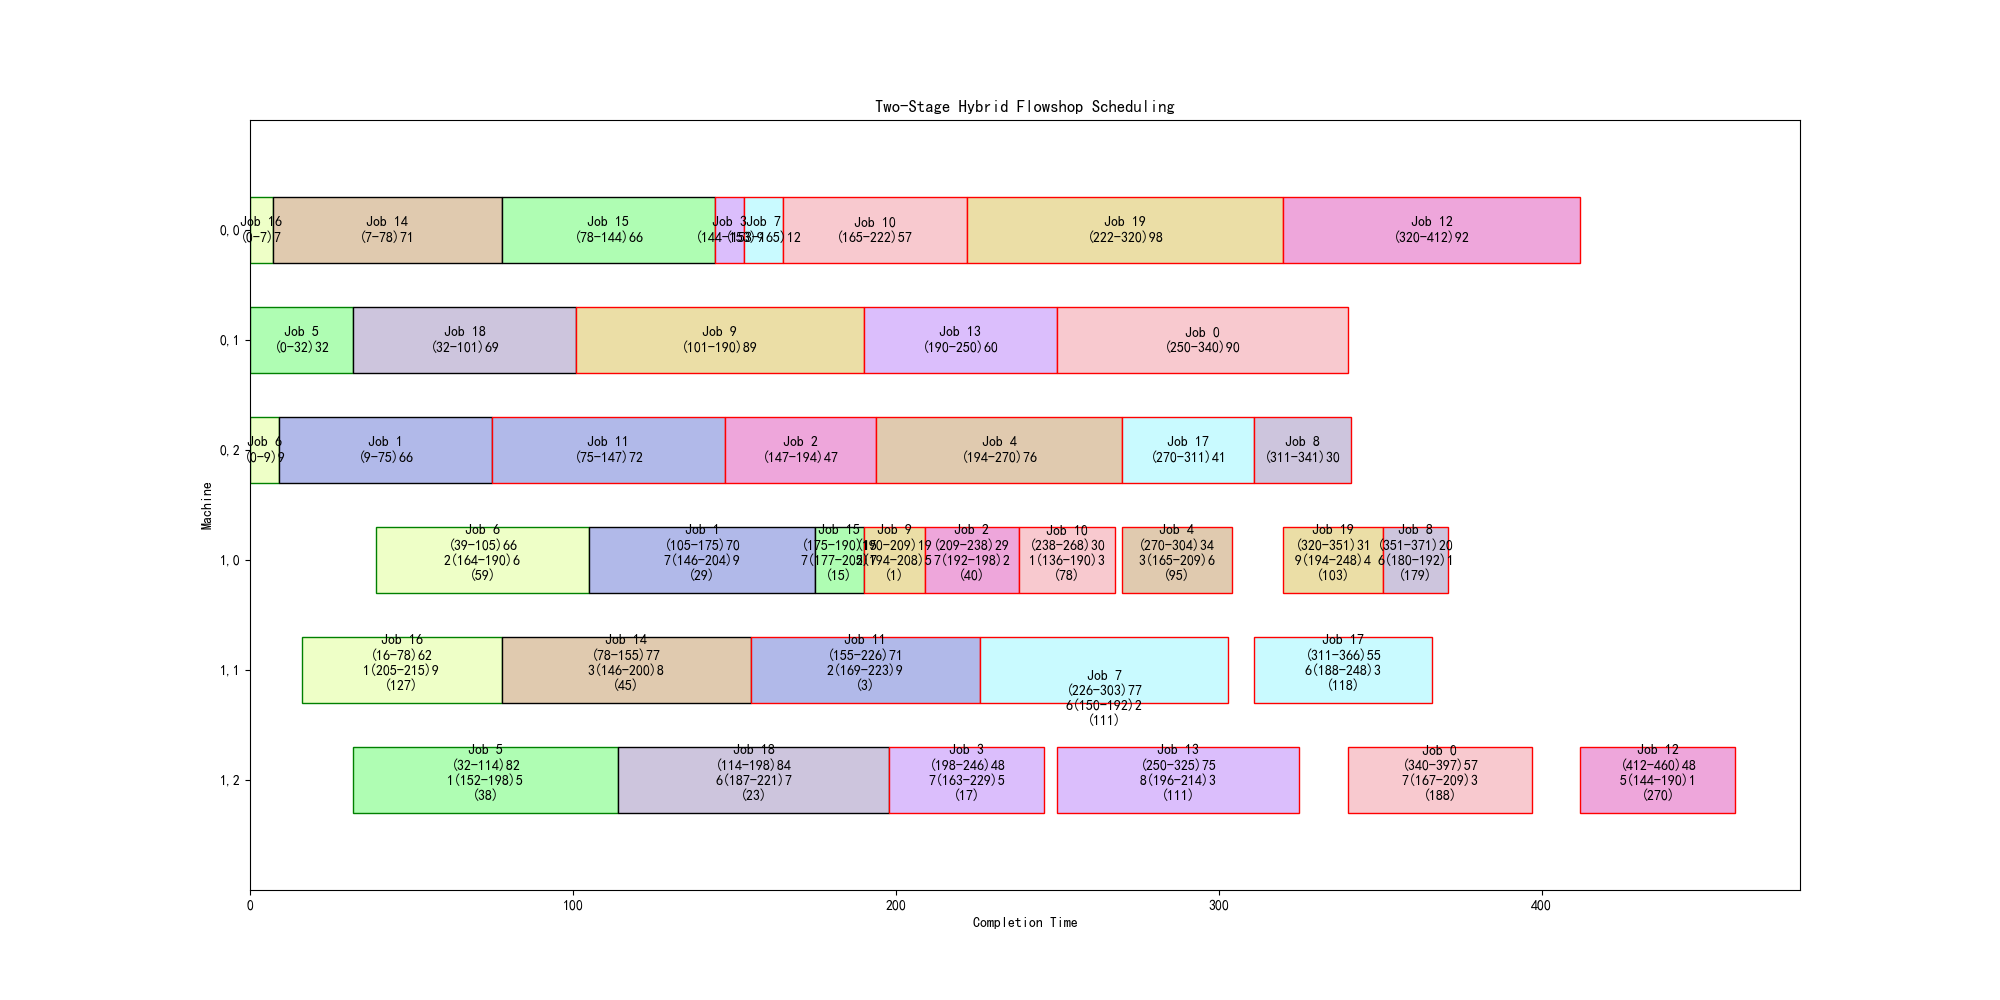 Two-Stage Hybrid Flowshop Scheduling
Machine
0,0
Job 16
(0-7)7
Job 14
(7-78)71
Job 15
(78-144)66
Job 3
(144-153)9
Job 7
(153-165)12
Job 10
(165-222)57
Job 19
(222-320)98
Job 12
(320-412)92
0,1
Job 5
(0-32)32
Job 18
(32-101)69
Job 9
(101-190)89
Job 13
(190-250)60
Job 0
(250-340)90
0,2
Job 6
(0-9)9
Job 1
(9-75)66
Job 11
(75-147)72
Job 2
(147-194)47
Job 4
(194-270)76
Job 17
(270-311)41
Job 8
(311-341)30
1,0
Job 6
(39-105)66
2(164-190)6
(59)
Job 1
(105-175)70
7(146-204)9
(29)
Job 15
(175-190)15
(15)
Job 9
(190-209)19
(1)
Job 2
(209-238)29
7(192-198)2
(40)
Job 10
(238-268)30
1(136-190)3
(78)
Job 4
(270-304)34
3(165-209)6
(95)
Job 19
(320-351)31
9(194-248)4
(103)
Job 8
(351-371)20
6(180-192)1
(179)
1,1
Job 16
(16-78)62
1(205-215)9
(127)
Job 14
(78-155)77
3(146-200)8
(45)
Job 11
(155-226)71
2(169-223)9
(3)
Job 7
(226-303)77
6(150-192)2
(111)
Job 17
(311-366)55
6(188-248)3
(118)
1,2
Job 5
(32-114)82
1(152-198)5
(38)
Job 18
(114-198)84
6(187-221)7
(23)
Job 3
(198-246)48
7(163-229)5
(17)
Job 13
(250-325)75
8(196-214)3
(111)
Job 0
(340-397)57
7(167-209)3
(188)
Job 12
(412-460)48
5(144-190)1
(270)
0
100
200
300
400
Completion Time